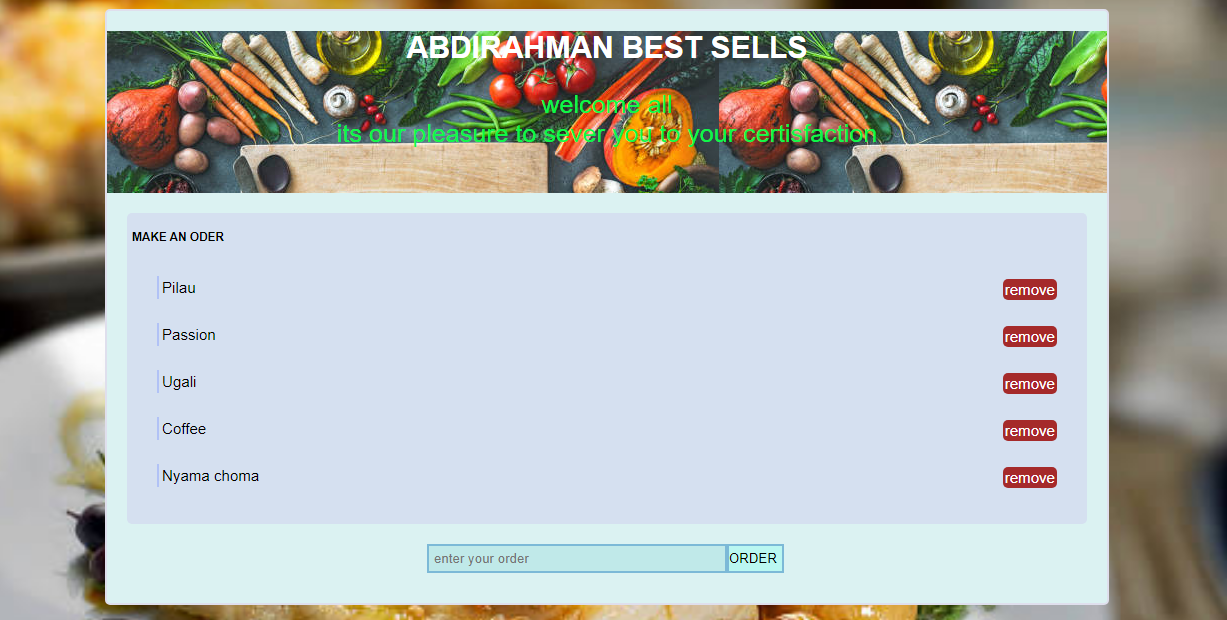 ABDIRAHMAN BEST SELLS
welcome all
its our pleasure to sever you to your certisfaction
MAKE AN ODER
Pilau
remove
Passion
remove
Ugali
remove
Coffee
remove
Nyama choma
remove
enter your order
ORDER